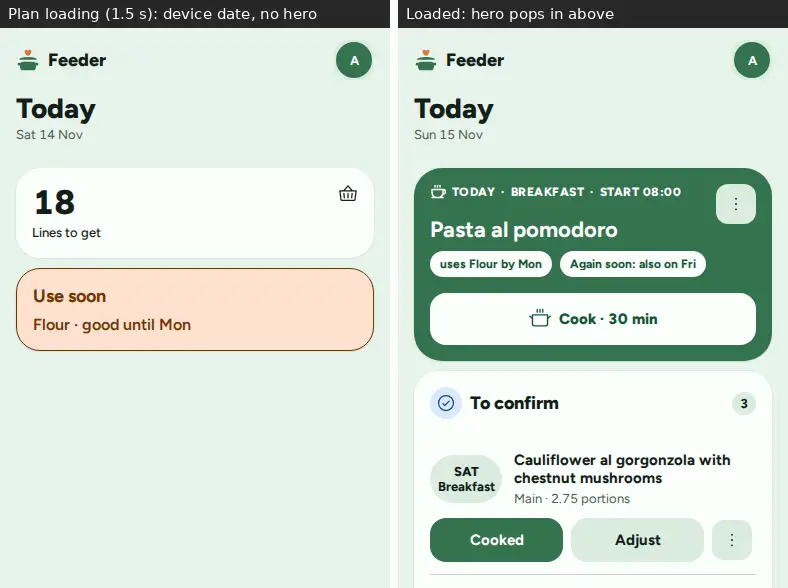 Plan loading (1.5 s): device date, no hero
Feeder
A
Today
Sat 14 Nov
18
Lines to get
Use soon
Flour · good until Mon
Loaded: hero pops in above
Feeder
A
Today
Sun 15 Nov
TODAY · BREAKFAST · START 08:00
Pasta al pomodoro
uses Flour by Mon
Again soon: also on Fri
Cook · 30 min
To confirm
3
SAT
Breakfast
Cauliflower al gorgonzola with
chestnut mushrooms
Main · 2.75 portions
Cooked
Adjust